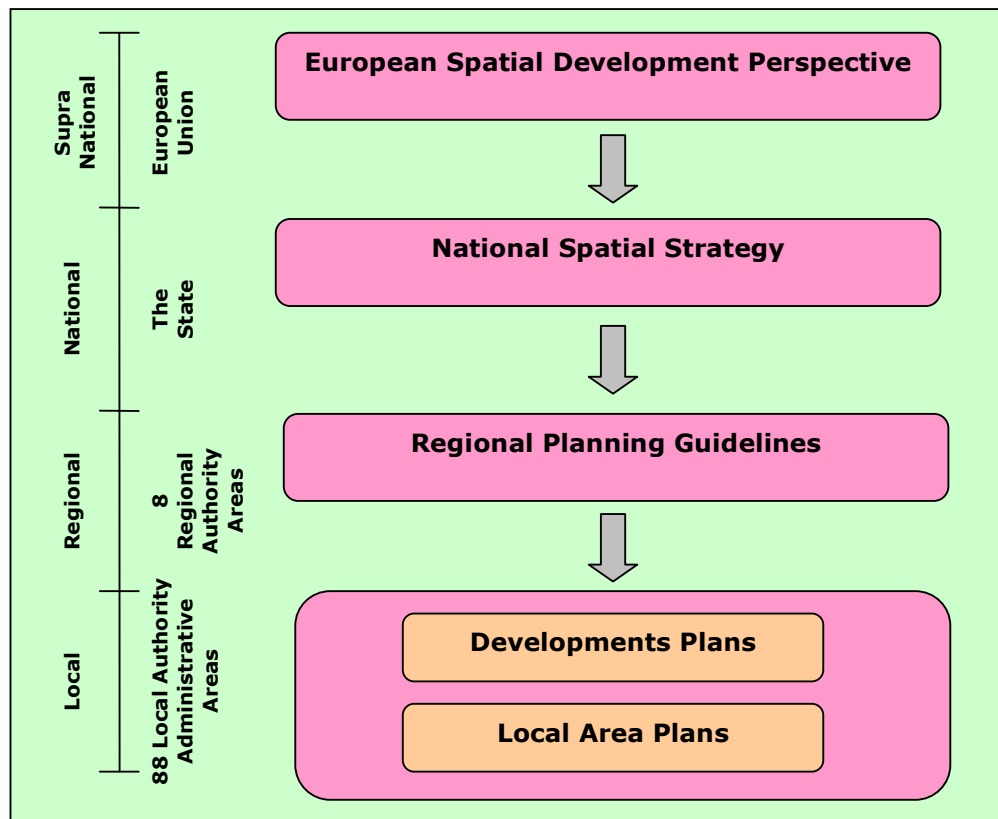 Supra
National
European
Union
European Spatial Development Perspective
National
The
State
National Spatial Strategy
Regional
8
Regional
Authority
Areas
Regional Planning Guidelines
Local
88 Local Authority
Administrative
Areas
Developments Plans
Local Area Plans